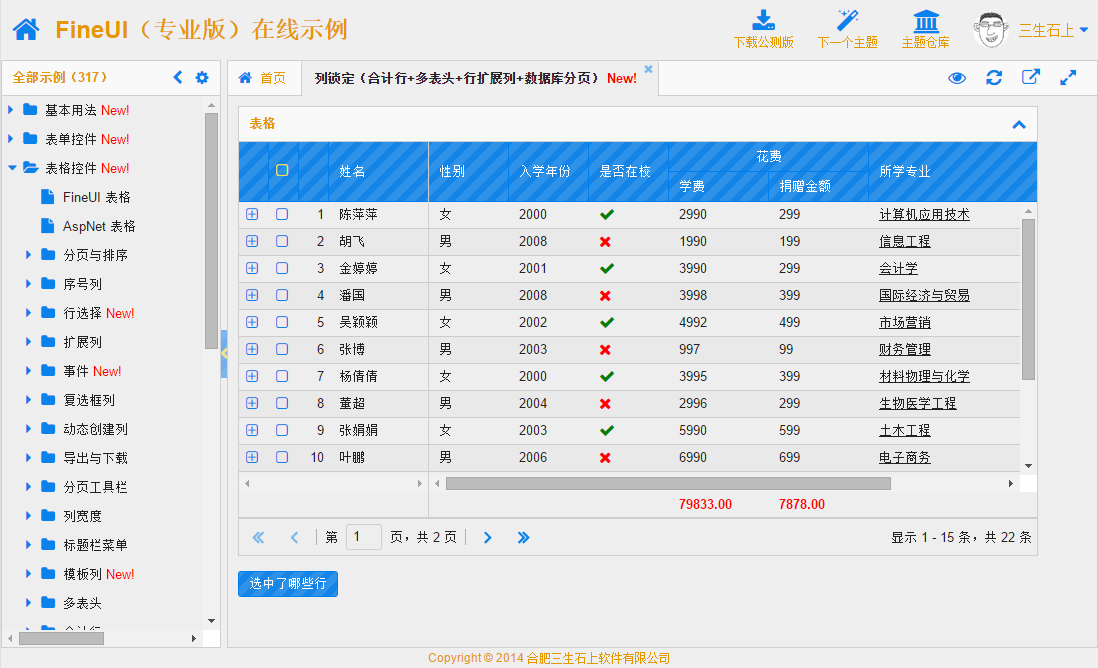 FineUI（专业版）在线示例
下载公测版 下一个主题 主题仓库 三生石上
全部示例（317）
基本用法 New!
表单控件 New!
表格控件 New!
FineUI 表格
AspNet 表格
分页与排序
序号列
行选择 New!
扩展列
事件 New!
复选框列
动态创建列
导出与下载
分页工具栏
列宽度
标题栏菜单
模板列 New!
多表头
首页 列锁定（合计行+多表头+行扩展列+数据库分页） New!
表格
姓名 性别 入学年份 是否在校 花费 所学专业
学费 捐赠金额
1 陈萍萍 女 2000 2990 299 计算机应用技术
2 胡飞 男 2008 1990 199 信息工程
3 金婷婷 女 2001 3990 299 会计学
4 潘国 男 2008 3998 399 国际经济与贸易
5 吴颖颖 女 2002 4992 499 市场营销
6 张博 男 2003 997 99 财务管理
7 杨倩倩 女 2000 3995 399 材料物理与化学
8 董超 男 2004 2996 299 生物医学工程
9 张娟娟 女 2003 5990 599 土木工程
10 叶鹏 男 2006 6990 699 电子商务
79833.00 7878.00
第 1 页，共 2 页 显示 1 - 15 条，共 22 条
选中了哪些行
Copyright © 2014 合肥三生石上软件有限公司